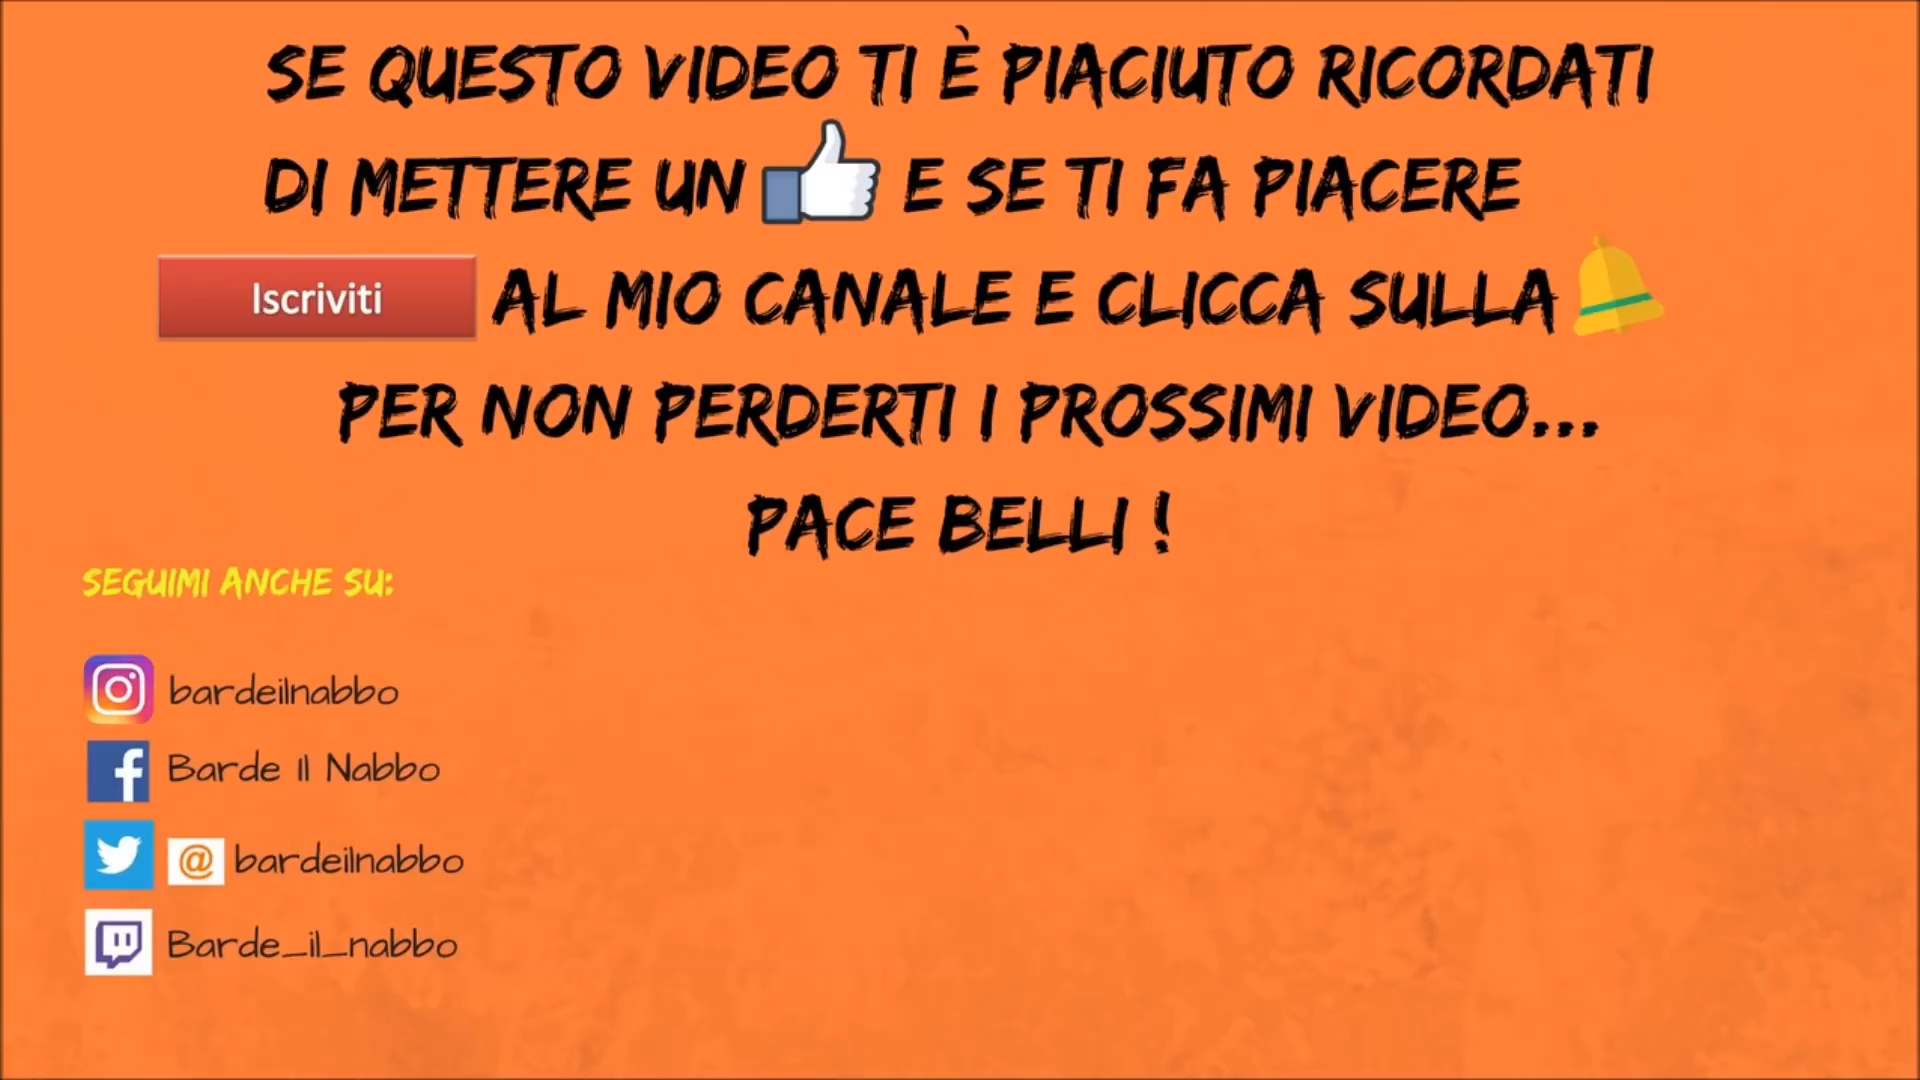 SE QUESTO VIDEO TI È PIACIUTO RICORDATI
DI METTERE UN E SE TI FA PIACERE
Iscriviti AL MIO CANALE E CLICCA SULLA
PER NON PERDERTI I PROSSIMI VIDEO...
PACE BELLI !
SEGUIMI ANCHE SU:
bardeilnabbo
Barde Il Nabbo
@ bardeilnabbo
Barde_il_nabbo